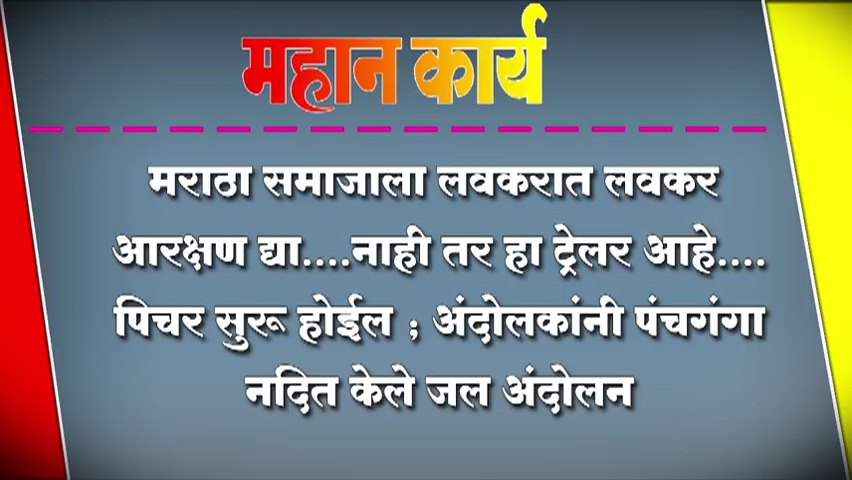 महान कार्य
मराठा समाजाला लवकरात लवकर
आरक्षण द्या....नाही तर हा ट्रेलर आहे....
पिचर सुरू होईल ; अंदोलकांनी पंचगंगा
नदित केले जल अंदोलन